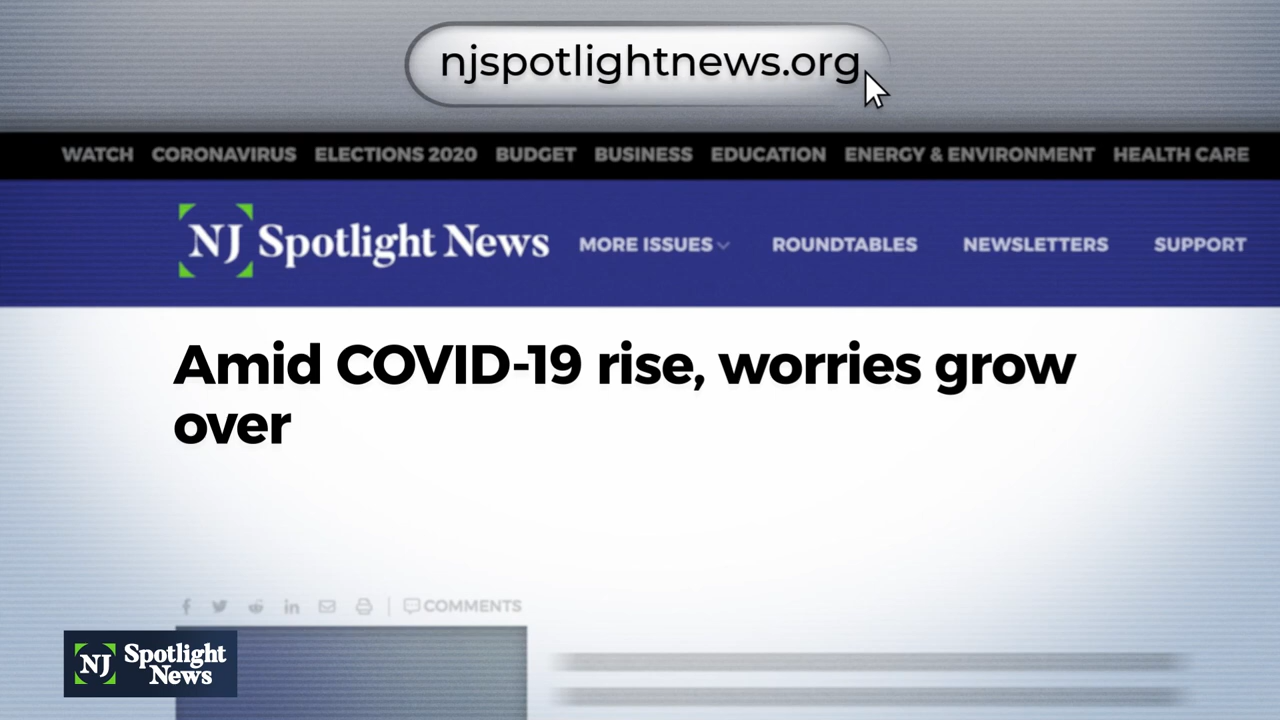 njspotlightnews.org
WATCH CORONAVIRUS ELECTIONS 2020 BUDGET BUSINESS EDUCATION ENERGY & ENVIRONMENT HEALTH CARE
NJ Spotlight News MORE ISSUES ROUNDTABLES NEWSLETTERS SUPPORT
Amid COVID-19 rise, worries grow
over
COMMENTS
NJ Spotlight
News